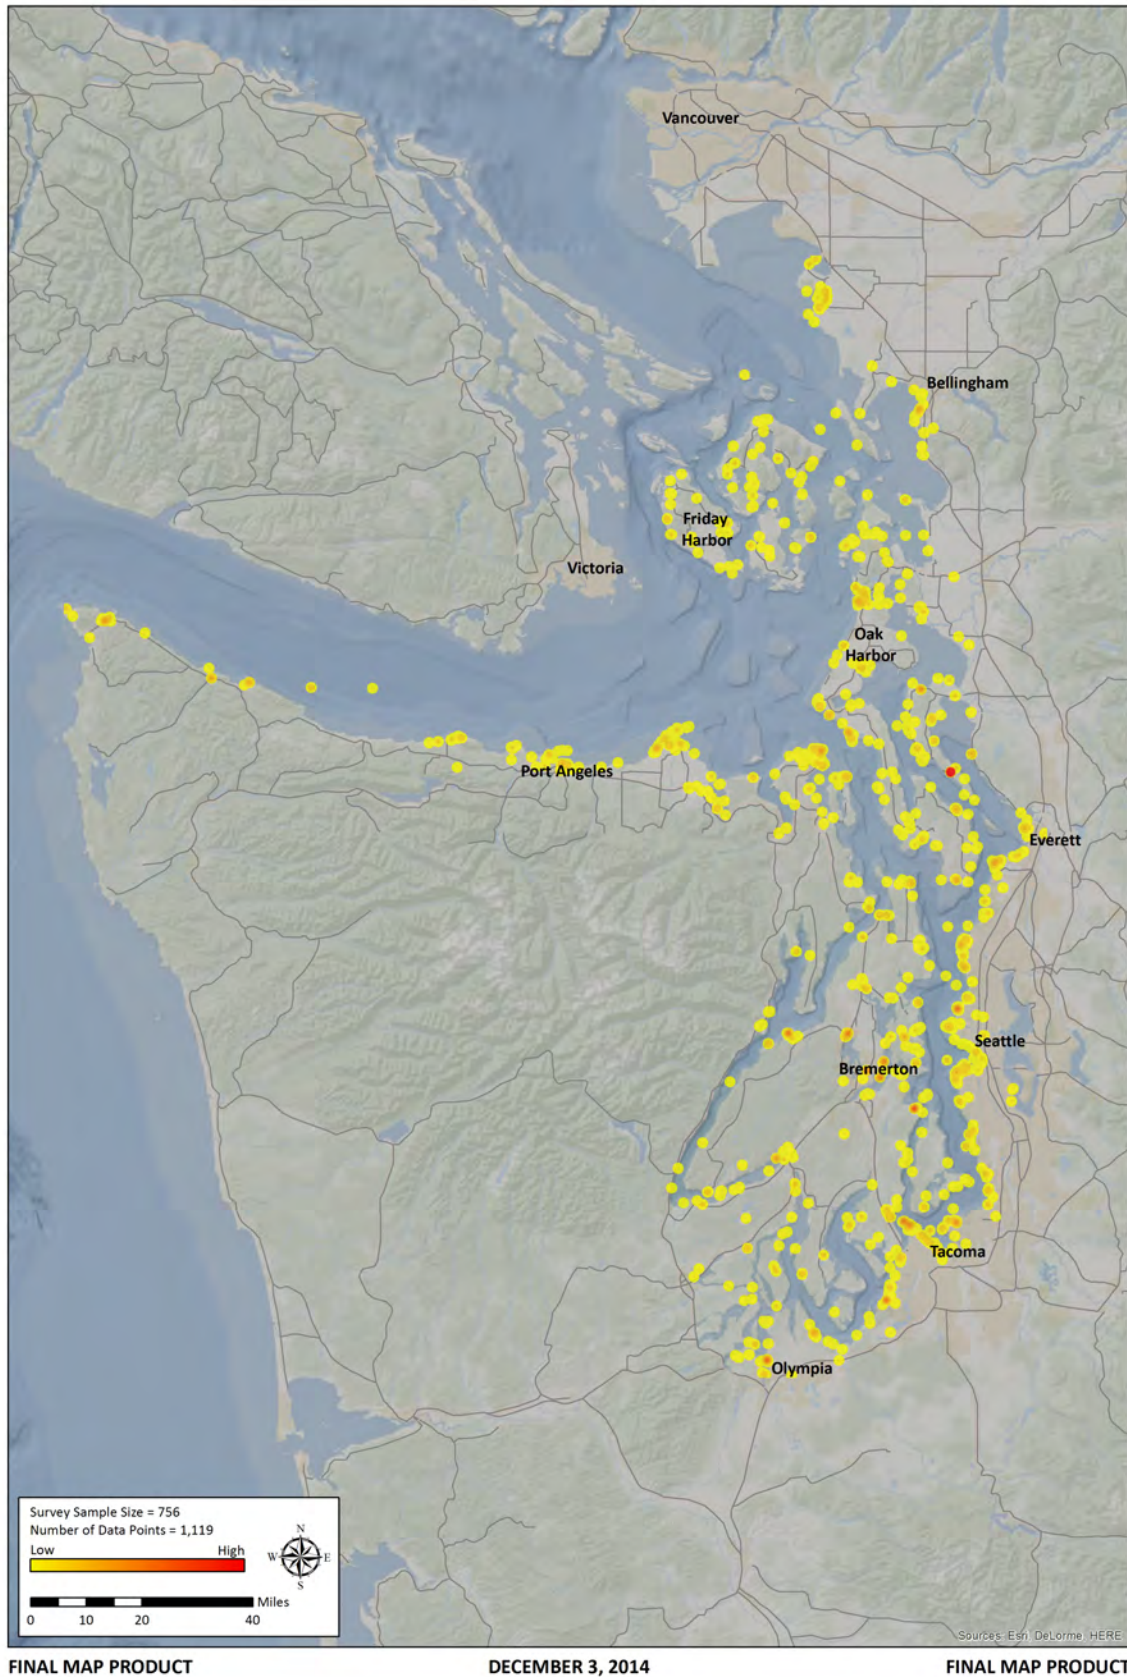 Vancouver
Bellingham
Friday
Harbor
Victoria
Oak
Harbor
Port Angeles
Everett
Seattle
Bremerton
Tacoma
Olympia
Survey Sample Size = 756
Number of Data Points = 1,119
Low High
N
W E
S
Miles
0 10 20 40
Sources: Esri, DeLorme, HERE
FINAL MAP PRODUCT DECEMBER 3, 2014 FINAL MAP PRODUCT